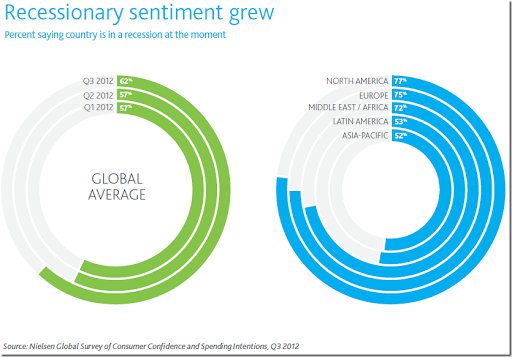 Recessionary sentiment grew
Percent saying country is in a recession at the moment
Q3 2012 62%
Q2 2012 57%
Q1 2012 57%
GLOBAL
AVERAGE
NORTH AMERICA 77%
EUROPE 75%
MIDDLE EAST / AFRICA 72%
LATIN AMERICA 53%
ASIA-PACIFIC 52%
Source: Nielsen Global Survey of Consumer Confidence and Spending Intentions, Q3 2012